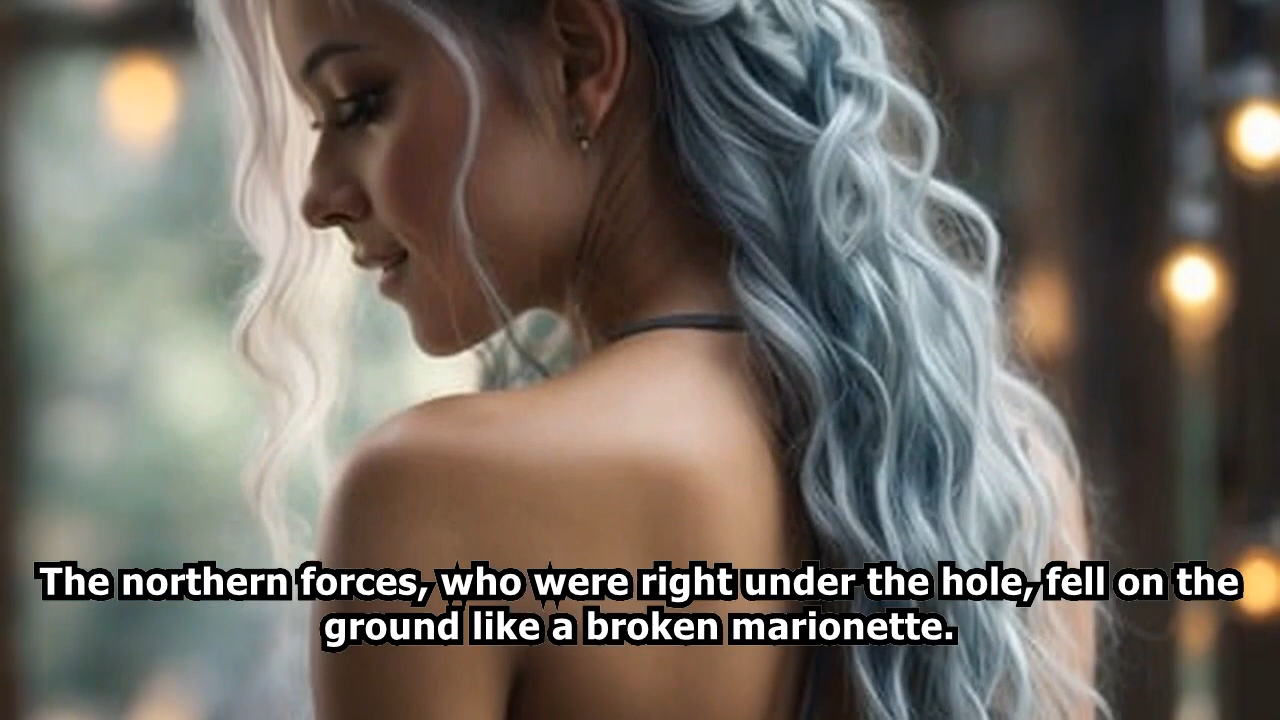 The northern forces, who were right under the hole, fell on the
ground like a broken marionette.